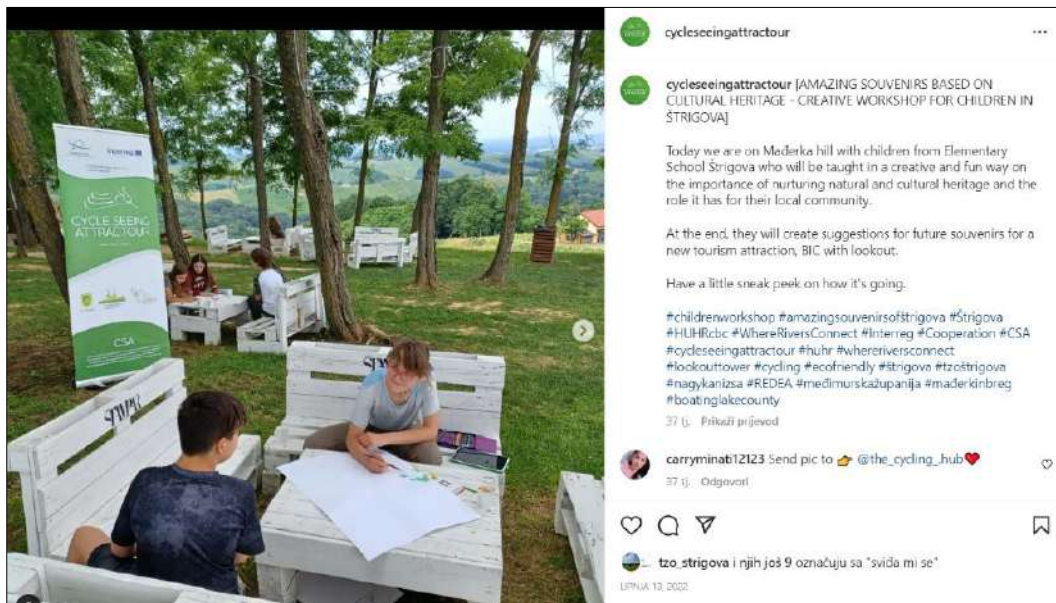 CYCLE SEEING
ATTRACTOUR
CSA
cycleseeingattractour
cycleseeingattractour [AMAZING SOUVENIRS BASED ON
CULTURAL HERITAGE - CREATIVE WORKSHOP FOR CHILDREN IN
ŠTRIGOVA]
Today we are on Mađerka hill with children from Elementary
School Štrigova who will be taught in a creative and fun way on
the importance of nurturing natural and cultural heritage and the
role it has for their local community.
At the end, they will create suggestions for future souvenirs for a
new tourism attraction, BIC with lookout.
Have a little sneak peek on how it's going.
#childrenworkshop #amazingsouvenirsofštrigova #Štrigova
#HUHRcbc #WhereRiversConnect #Interreg #Cooperation #CSA
#cycleseeingattractour #huhr #whereriversconnect
#lookouttower #cycling #ecofriendly #štrigova #tzoštrigova
#nagykanizsa #REDEA #međimurskažupanija #mađerkinbreg
#boatinglakecounty
37 tj. Prikaži prijevod
carryminati12123 Send pic to 👉 @the_cycling_.hub❤️
37 tj. Odgovori
tzo_strigova i njih još 9 označuju sa "sviđa mi se"
LIPNJA 13, 2022